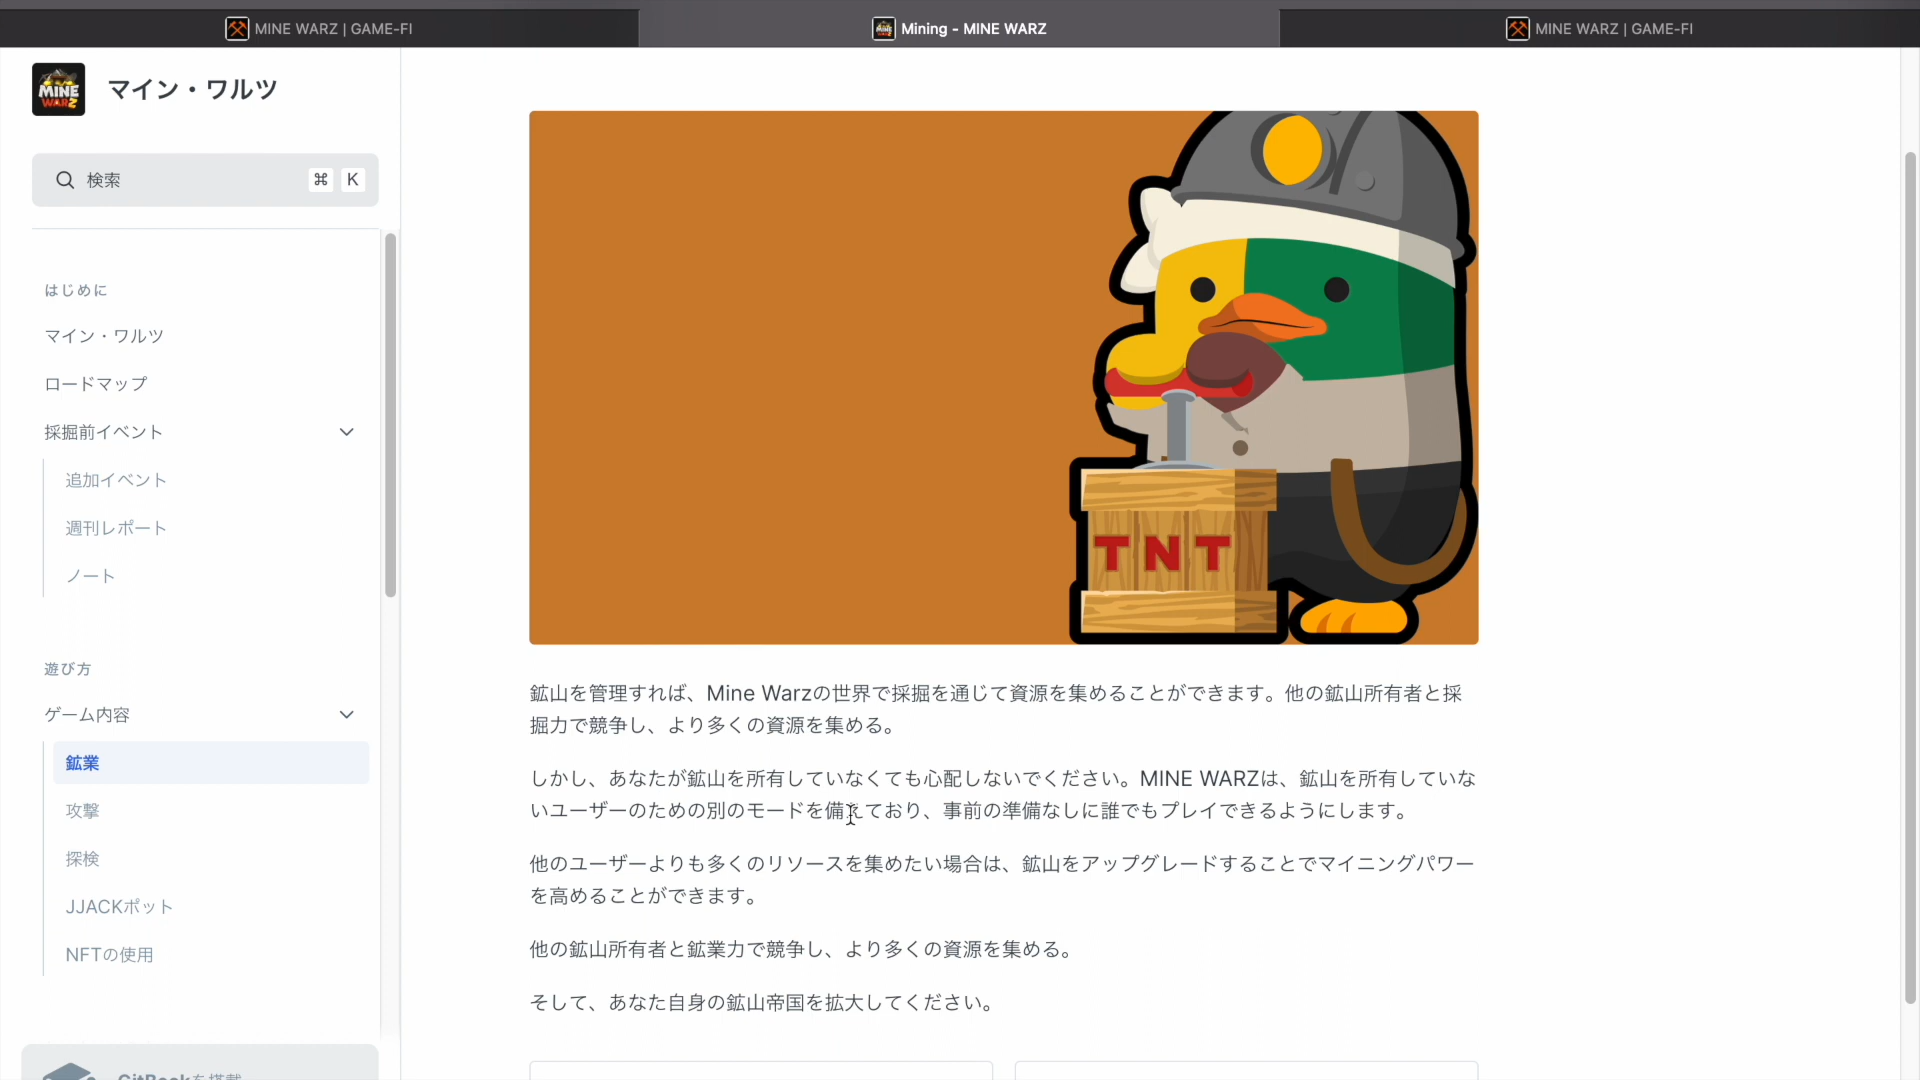 MINE WARZ | GAME-FI
Mining - MINE WARZ
MINE WARZ | GAME-FI
MINE
WARZ
マイン・ワルツ
検索
⌘ K
はじめに
マイン・ワルツ
ロードマップ
採掘前イベント
追加イベント
週刊レポート
ノート
遊び方
ゲーム内容
鉱業
攻撃
探検
JJACKポット
NFTの使用
GitBookを搭載
TNT
鉱山を管理すれば、Mine Warzの世界で採掘を通じて資源を集めることができます。他の鉱山所有者と採
掘力で競争し、より多くの資源を集める。
しかし、あなたが鉱山を所有していなくても心配しないでください。MINE WARZは、鉱山を所有していな
いユーザーのための別のモードを備えており、事前の準備なしに誰でもプレイできるようにします。
他のユーザーよりも多くのリソースを集めたい場合は、鉱山をアップグレードすることでマイニングパワー
を高めることができます。
他の鉱山所有者と鉱業力で競争し、より多くの資源を集める。
そして、あなた自身の鉱山帝国を拡大してください。